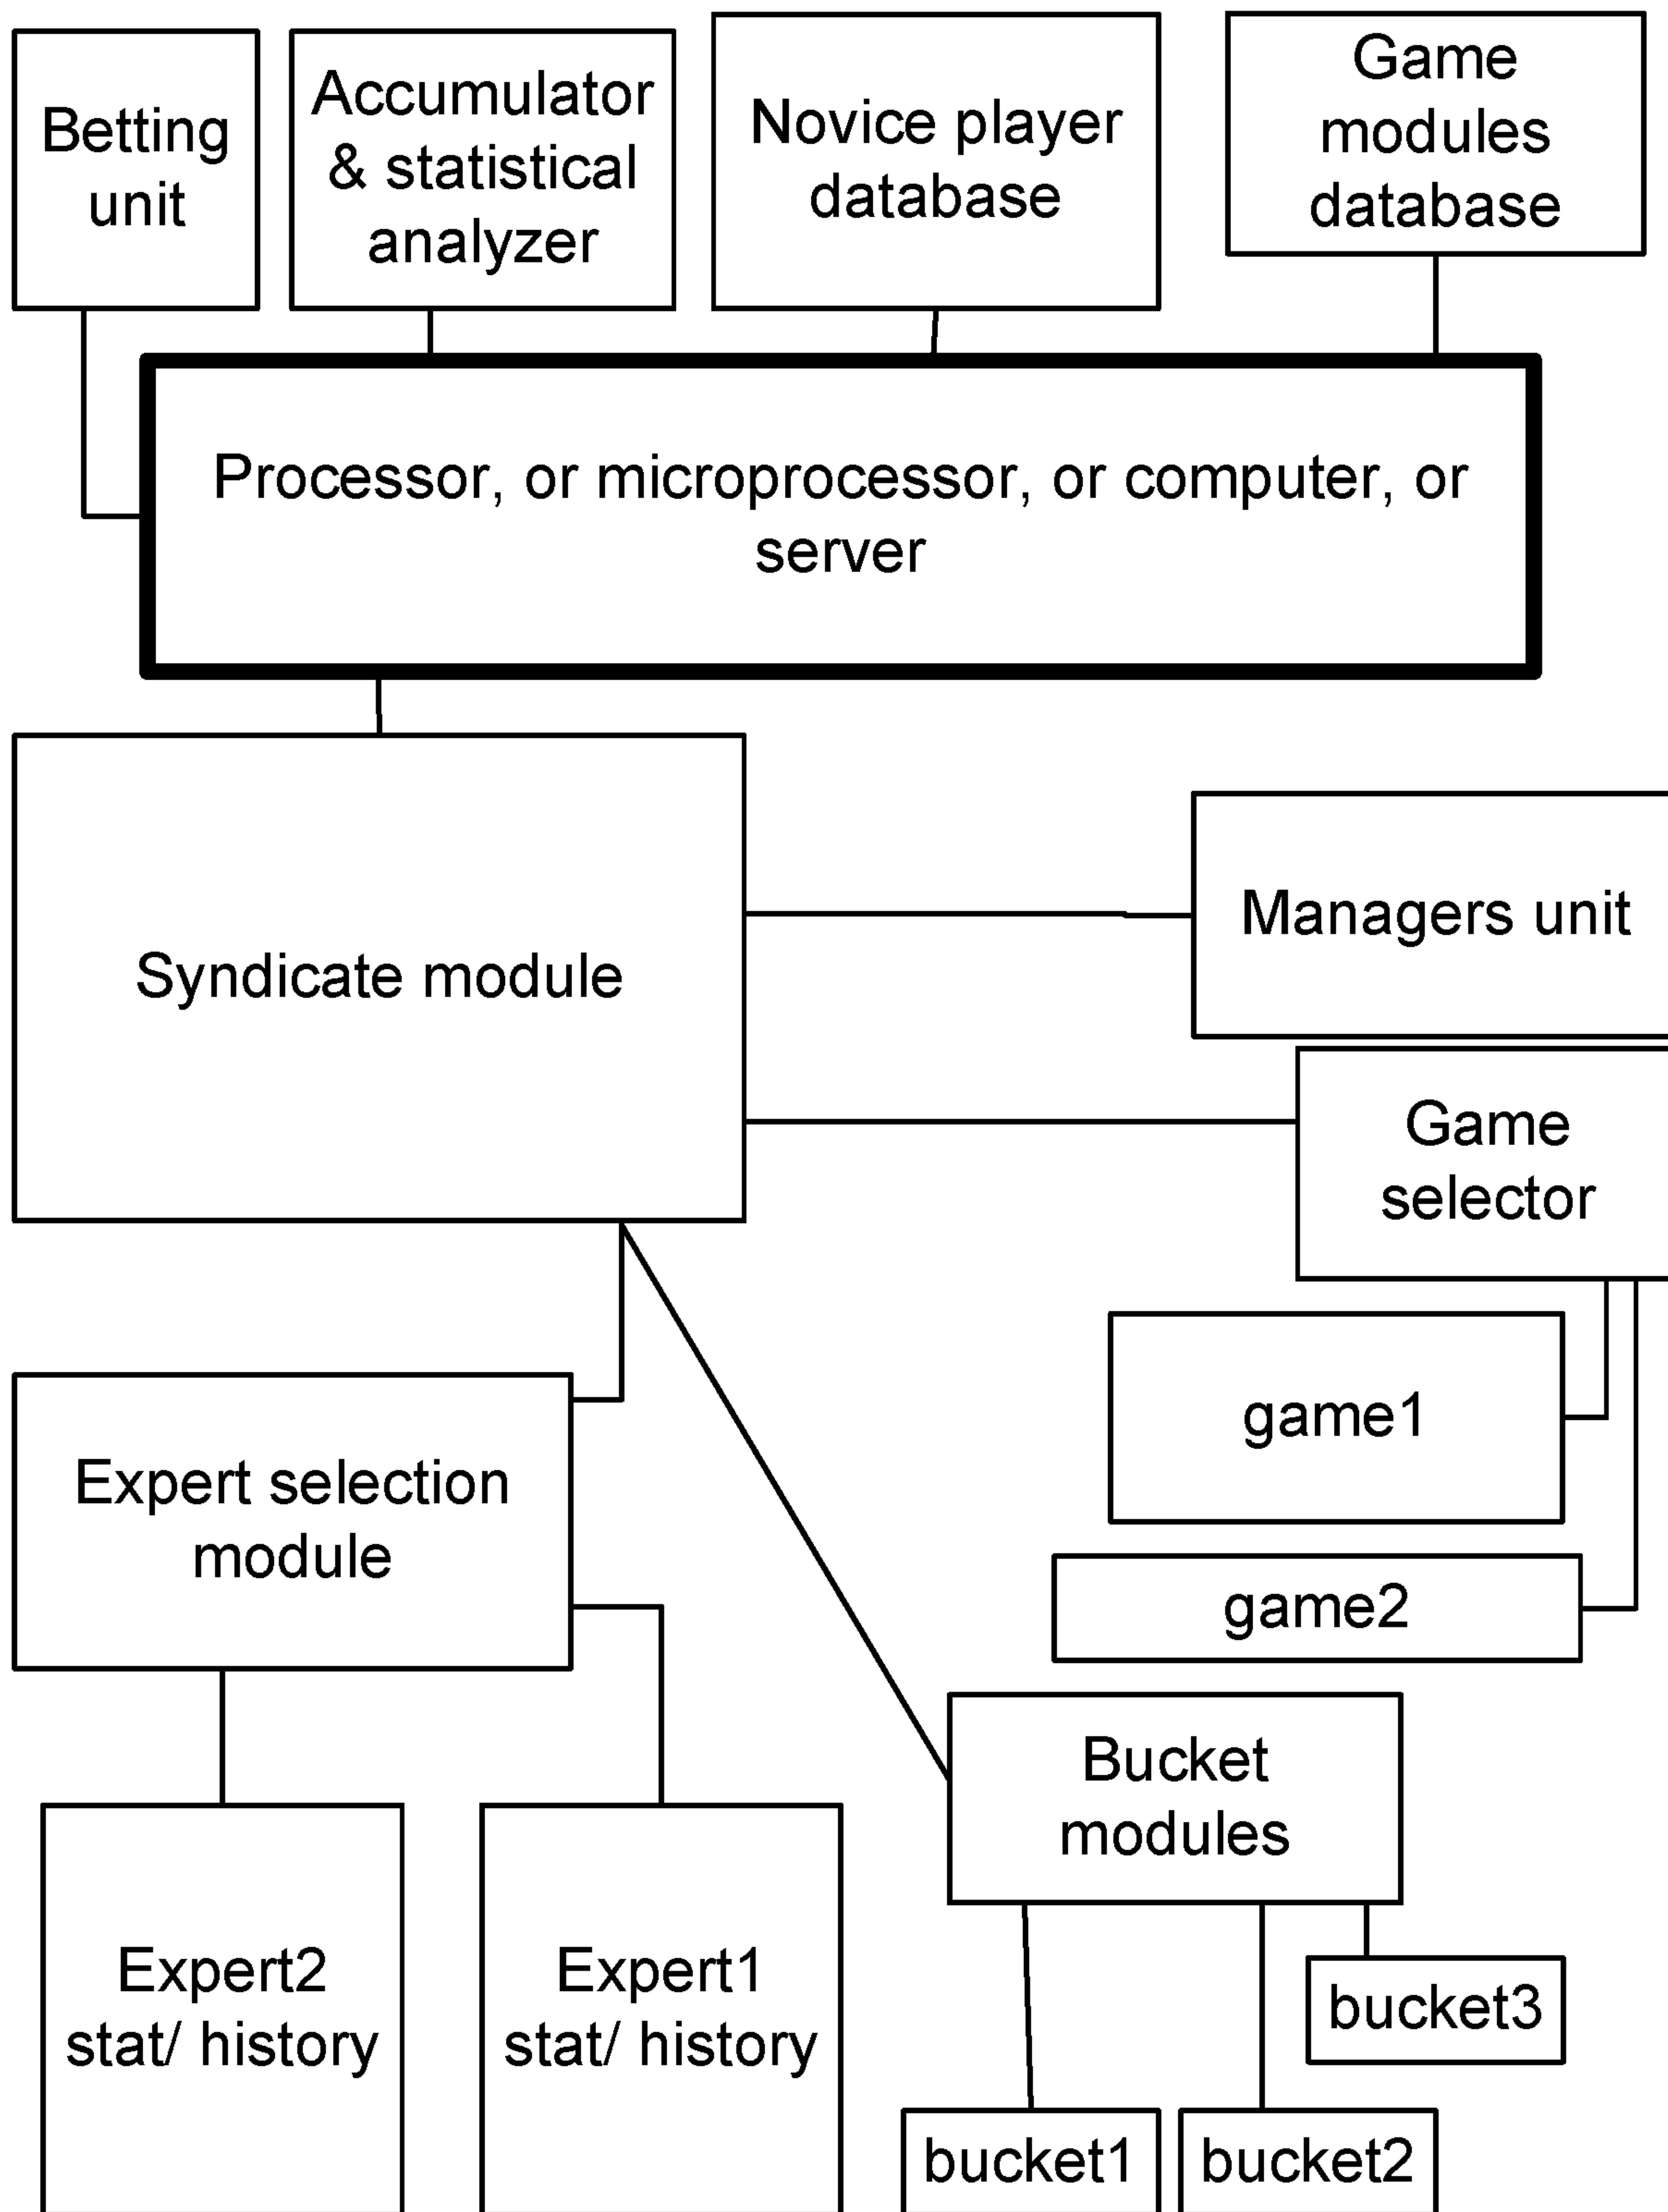 Betting
unit
Accumulator
& statistical
analyzer
Novice player
database
Game
modules
database
Processor, or microprocessor, or computer, or
server
Syndicate module
Managers unit
Game
selector
game1
game2
Expert selection
module
Bucket
modules
Expert2
stat/ history
Expert1
stat/ history
bucket3
bucket1
bucket2